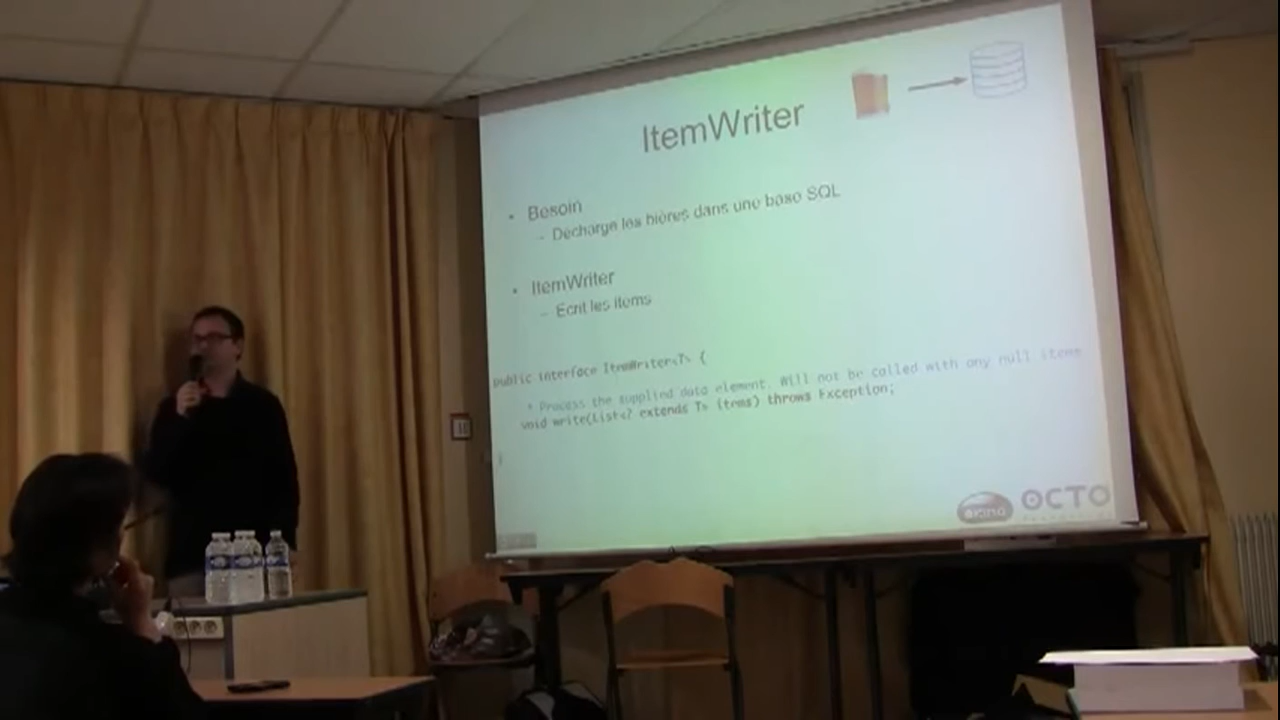 ItemWriter
• Besoin
– Décharge les bières dans une base SQL
• ItemWriter
– Ecrit les items
public interface ItemWriter<T> {
* Process the supplied data element. Will not be called with any null items
void write(List<? extends T> items) throws Exception;
}
OCTO